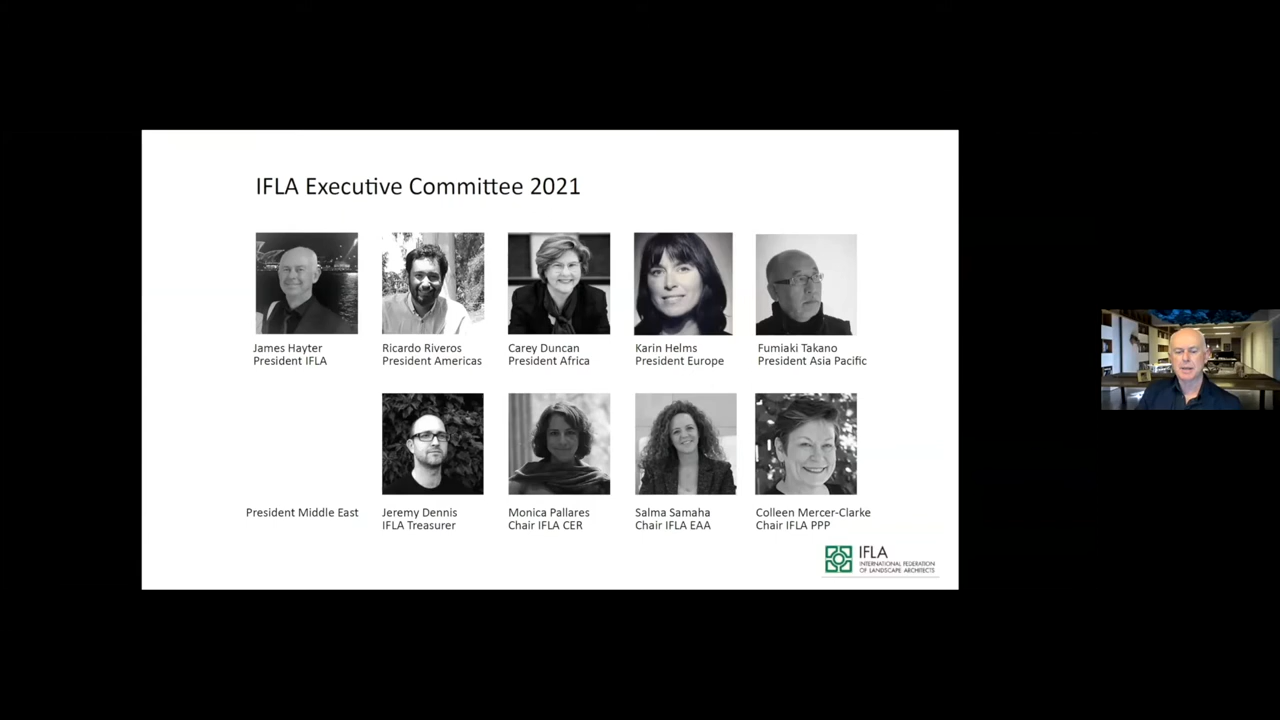 IFLA Executive Committee 2021
James Hayter
President IFLA
Ricardo Riveros
President Americas
Carey Duncan
President Africa
Karin Helms
President Europe
Fumiaki Takano
President Asia Pacific
President Middle East
Jeremy Dennis
IFLA Treasurer
Monica Pallares
Chair IFLA CER
Salma Samaha
Chair IFLA EAA
Colleen Mercer-Clarke
Chair IFLA PPP
IFLA
INTERNATIONAL FEDERATION
OF LANDSCAPE ARCHITECTS